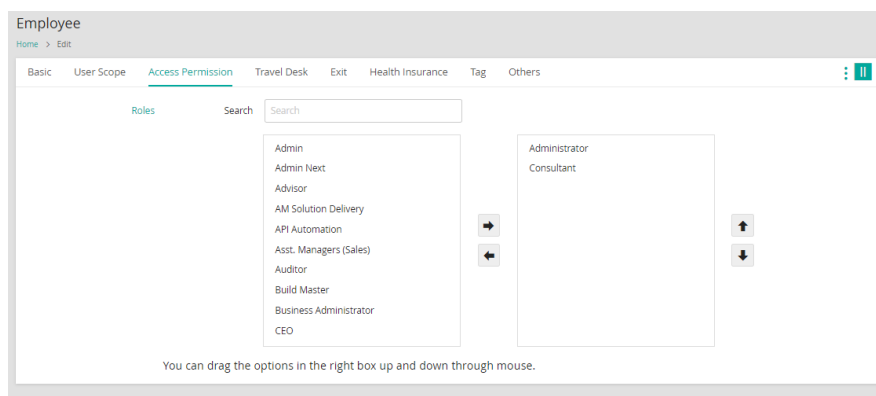 Employee
Home > Edit
Basic User Scope Access Permission Travel Desk Exit Health Insurance Tag Others
Roles Search Search
Admin
Admin Next
Advisor
AM Solution Delivery
API Automation
Asst. Managers (Sales)
Auditor
Build Master
Business Administrator
CEO
Administrator
Consultant
You can drag the options in the right box up and down through mouse.